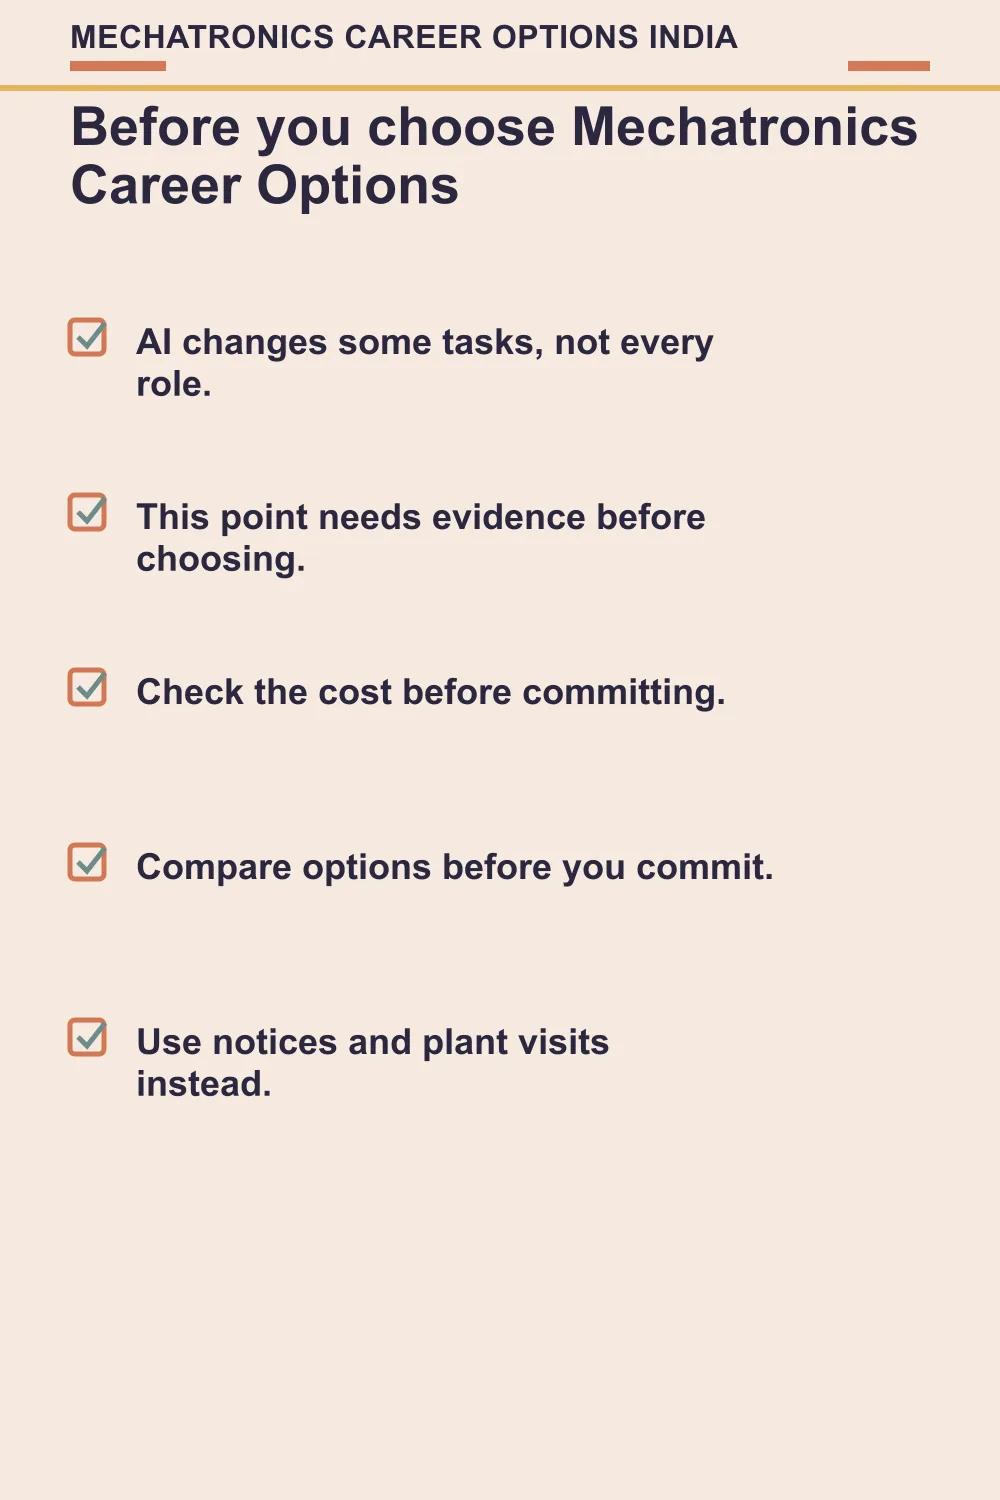 MECHATRONICS CAREER OPTIONS INDIA
Before you choose Mechatronics
Career Options
AI changes some tasks, not every
role.
This point needs evidence before
choosing.
Check the cost before committing.
Compare options before you commit.
Use notices and plant visits
instead.